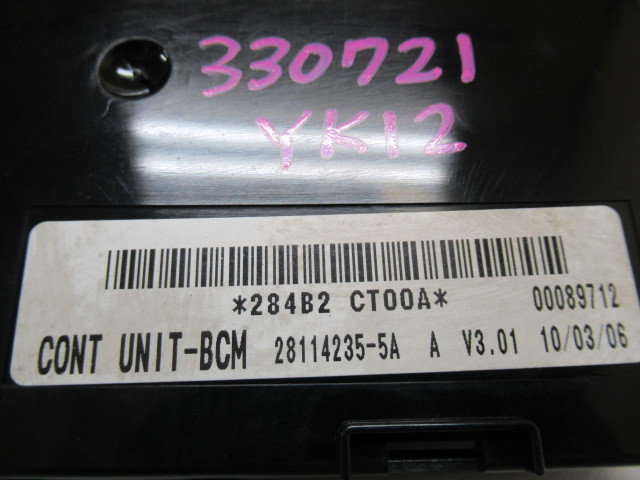 330721
YK12
*284B2 CT00A* 00089712
CONT UNIT-BCM 28114235-5A A V3.01 10/03/06